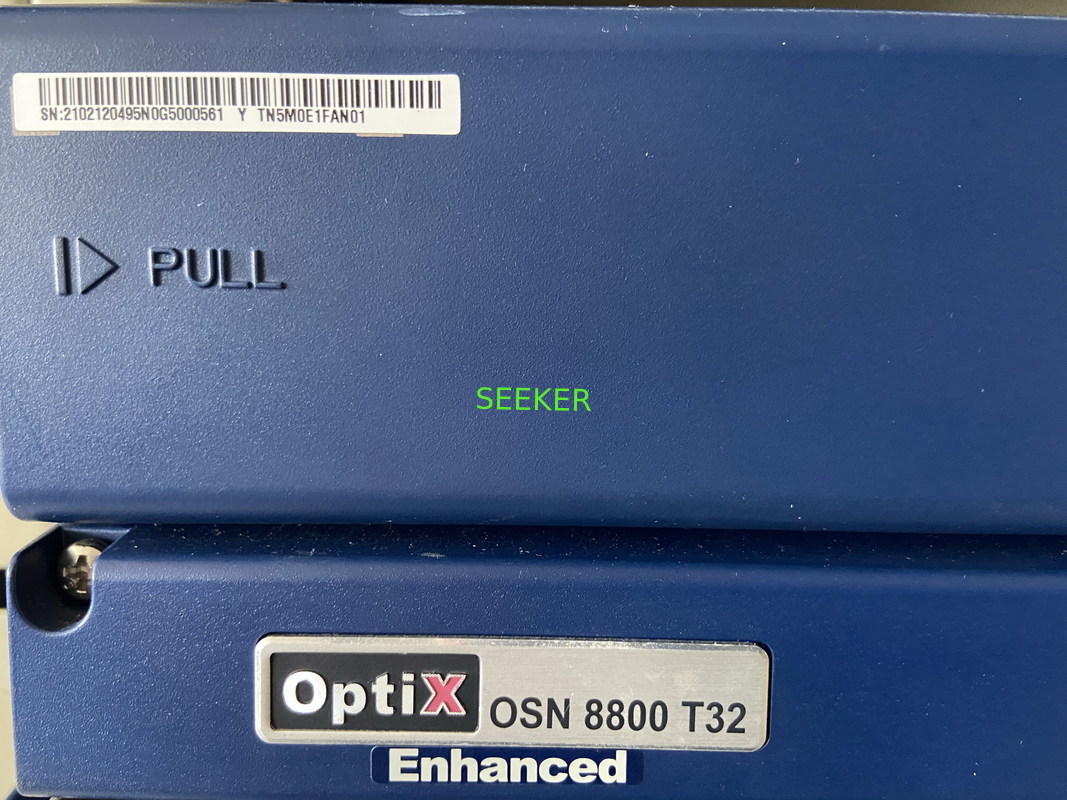 SN:2102120495N0G5000561 Y TN5M0E1FAN01
PULL
SEEKER
OptiX OSN 8800 T32
Enhanced